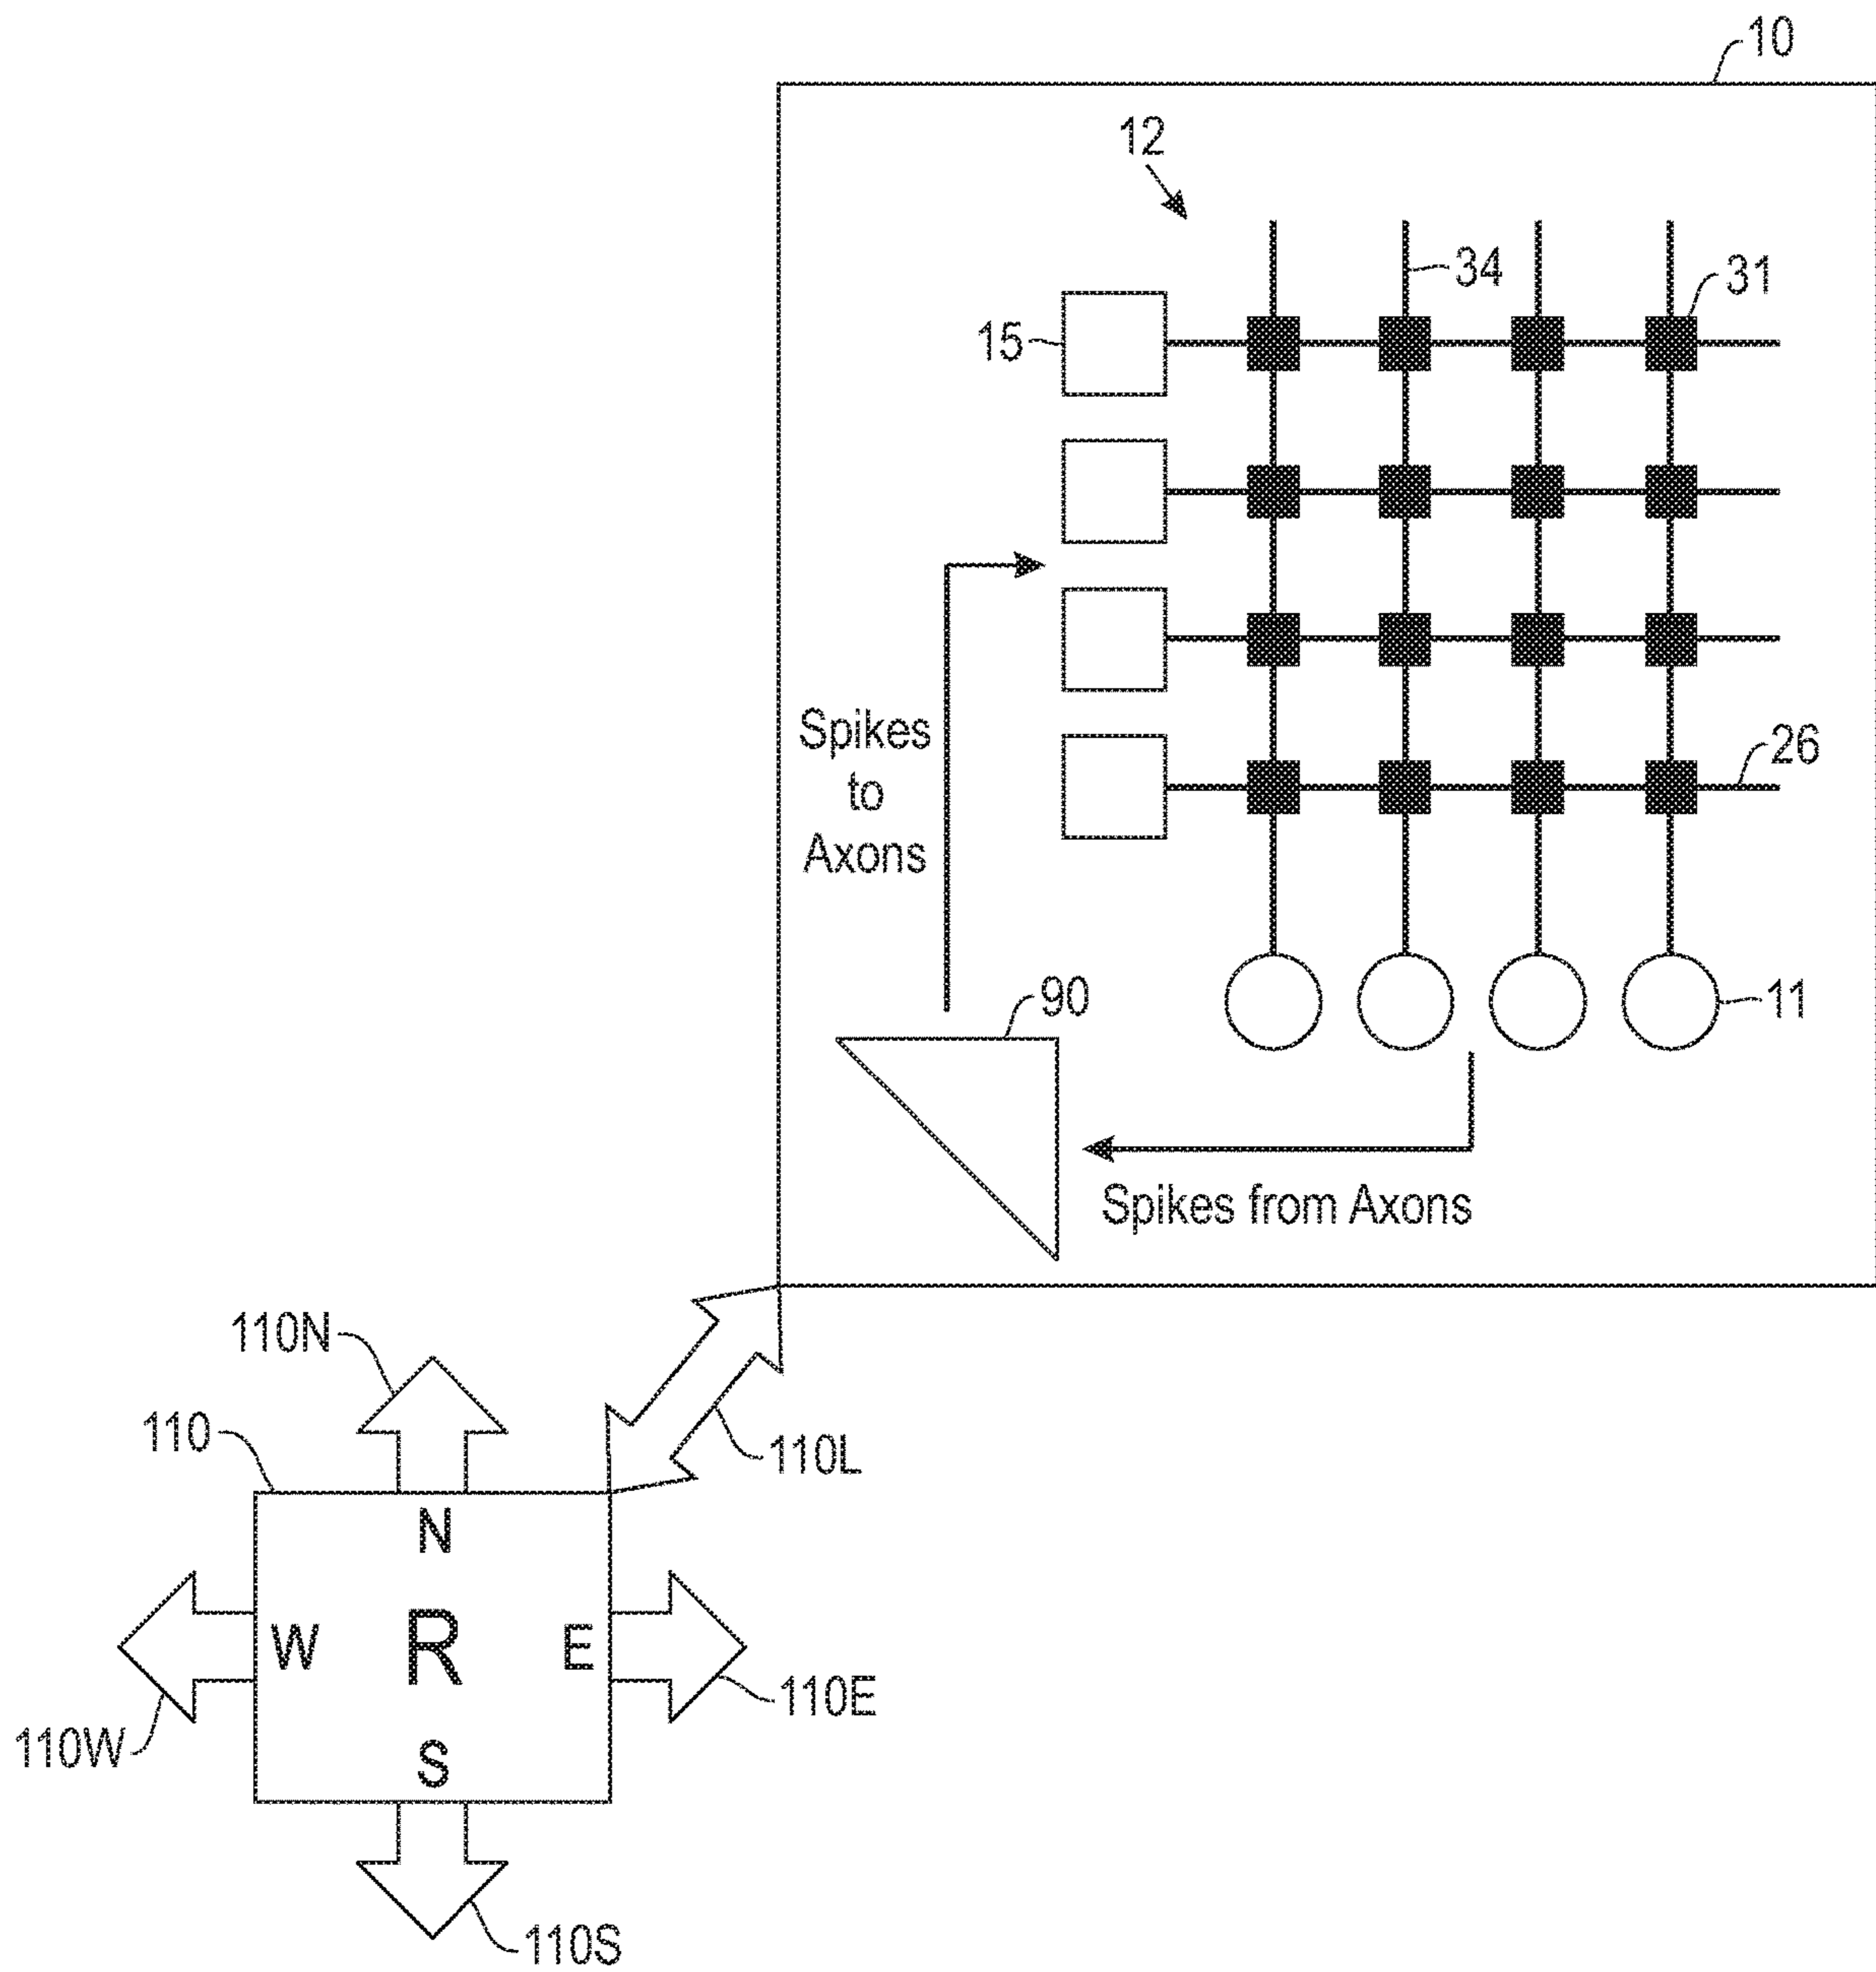 10
12
34
31
15
26
Spikes
to
Axons
90
11
Spikes from Axons
110N
110
110L
N
W
R
E
110E
110W
S
110S